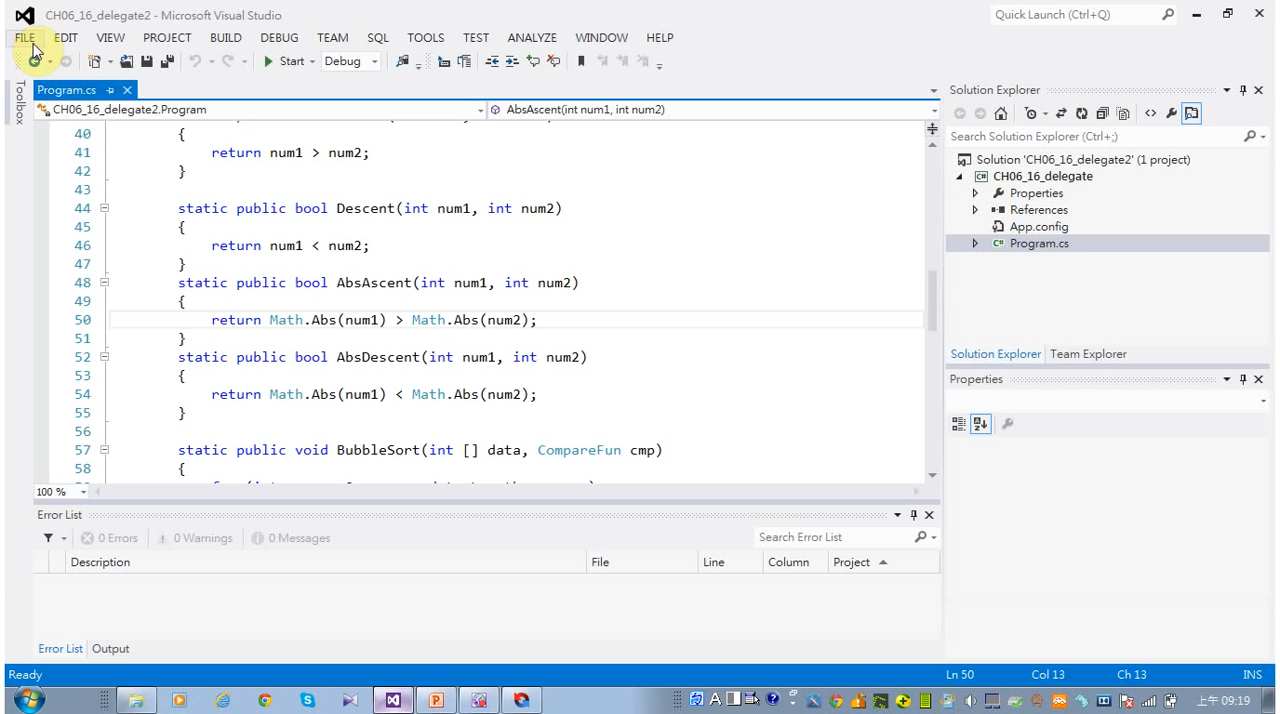 CH06_16_delegate2 - Microsoft Visual Studio
Quick Launch (Ctrl+Q)
FILE EDIT VIEW PROJECT BUILD DEBUG TEAM SQL TOOLS TEST ANALYZE WINDOW HELP
Start Debug
Toolbox
Program.cs
CH06_16_delegate2.Program
AbsAscent(int num1, int num2)
40 {
41 return num1 > num2;
42 }
43
44 static public bool Descent(int num1, int num2)
45 {
46 return num1 < num2;
47 }
48 static public bool AbsAscent(int num1, int num2)
49 {
50 return Math.Abs(num1) > Math.Abs(num2);
51 }
52 static public bool AbsDescent(int num1, int num2)
53 {
54 return Math.Abs(num1) < Math.Abs(num2);
55 }
56
57 static public void BubbleSort(int [] data, CompareFun cmp)
58 {
100 %
Solution Explorer
Search Solution Explorer (Ctrl+;)
Solution 'CH06_16_delegate2' (1 project)
CH06_16_delegate
Properties
References
App.config
Program.cs
Solution Explorer Team Explorer
Properties
Error List
0 Errors 0 Warnings 0 Messages
Search Error List
Description File Line Column Project
Error List Output
Ready Ln 50 Col 13 Ch 13 INS
上午 09:19